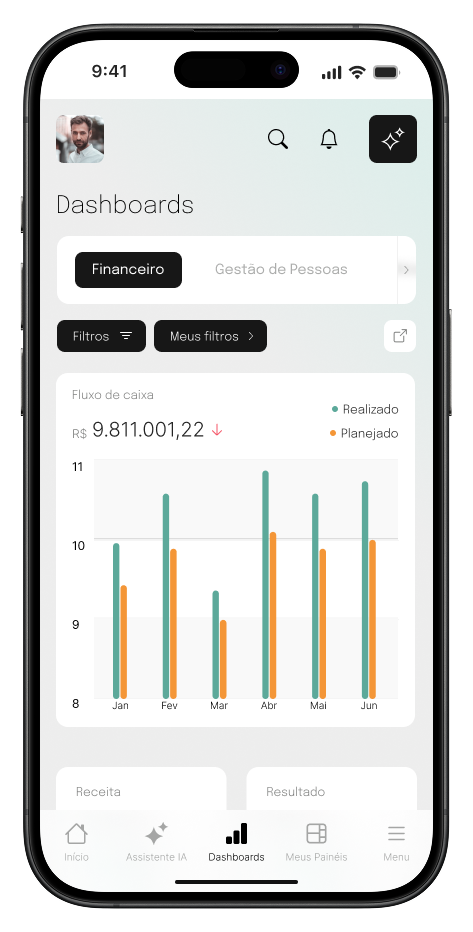 9:41
Dashboards
Financeiro
Gestão de Pessoas
Filtros
Meus filtros
Fluxo de caixa
R$ 9.811.001,22
Realizado
Planejado
11
10
9
8
Jan Fev Mar Abr Mai Jun
Receita
Resultado
Início
Assistente IA
Dashboards
Meus Painéis
Menu